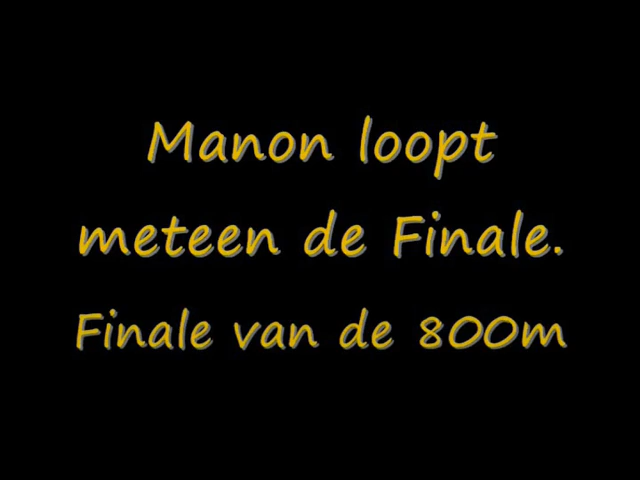 Manon loopt
meteen de Finale.
Finale van de 800m